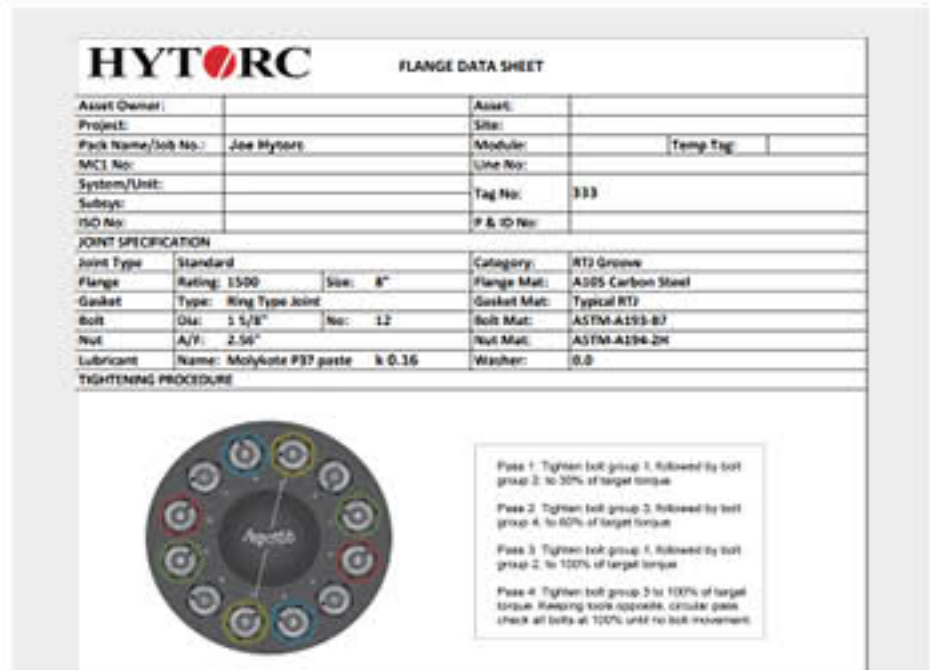 HYTORC
FLANGE DATA SHEET
Asset Owner: Asset:
Project: Site:
Pack Name/Job No.: Joe Hytorc Module: Temp Tag:
MC1 No: Line No:
System/Unit:
Tag No: 333
Subsys:
ISO No: P & ID No:
JOINT SPECIFICATION
Joint Type Standard Category: RTJ Groove
Flange Rating: 1500 Size: 8" Flange Mat: A105 Carbon Steel
Gasket Type: Ring Type Joint Gasket Mat: Typical RTJ
Bolt Dia: 1 5/8" No: 12 Bolt Mat: ASTM-A193-B7
Nut A/F: 2.56" Nut Mat: ASTM-A194-2H
Lubricant Name: Molykote P37 paste k 0.16 Washer: 0.0
TIGHTENING PROCEDURE
Pass 1: Tighten bolt group 1, followed by bolt
group 2, to 30% of target torque.
Pass 2: Tighten bolt group 3, followed by bolt
group 4, to 60% of target torque.
Pass 3: Tighten bolt group 1, followed by bolt
group 2, to 100% of target torque
Pass 4: Tighten bolt group 3 to 100% of target
torque. Keeping tools opposite, circular pass
check all bolts at 100% until no bolt movement.